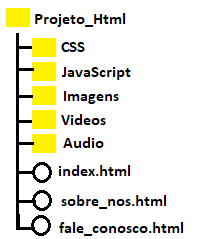 Projeto_Html
CSS
JavaScript
Imagens
Videos
Audio
index.html
sobre_nos.html
fale_conosco.html